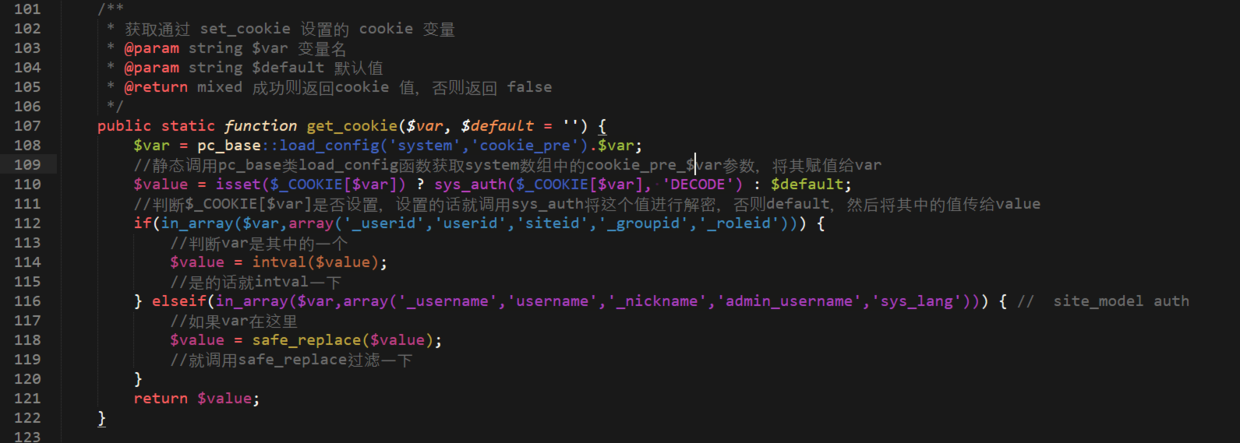 101 /**
102 * 获取通过 set_cookie 设置的 cookie 变量
103 * @param string $var 变量名
104 * @param string $default 默认值
105 * @return mixed 成功则返回cookie 值，否则返回 false
106 */
107 public static function get_cookie($var, $default = '') {
108 $var = pc_base::load_config('system','cookie_pre').$var;
109 //静态调用pc_base类load_config函数获取system数组中的cookie_pre_$var参数，将其赋值给var
110 $value = isset($_COOKIE[$var]) ? sys_auth($_COOKIE[$var], 'DECODE') : $default;
111 //判断$_COOKIE[$var]是否设置，设置的话就调用sys_auth将这个值进行解密，否则default，然后将其中的值传给value
112 if(in_array($var,array('_userid','userid','siteid','_groupid','_roleid'))) {
113 //判断var是其中的一个
114 $value = intval($value);
115 //是的话就intval一下
116 } elseif(in_array($var,array('_username','username','_nickname','admin_username','sys_lang'))) { //  site_model auth
117 //如果var在这里
118 $value = safe_replace($value);
119 //就调用safe_replace过滤一下
120 }
121 return $value;
122 }
123